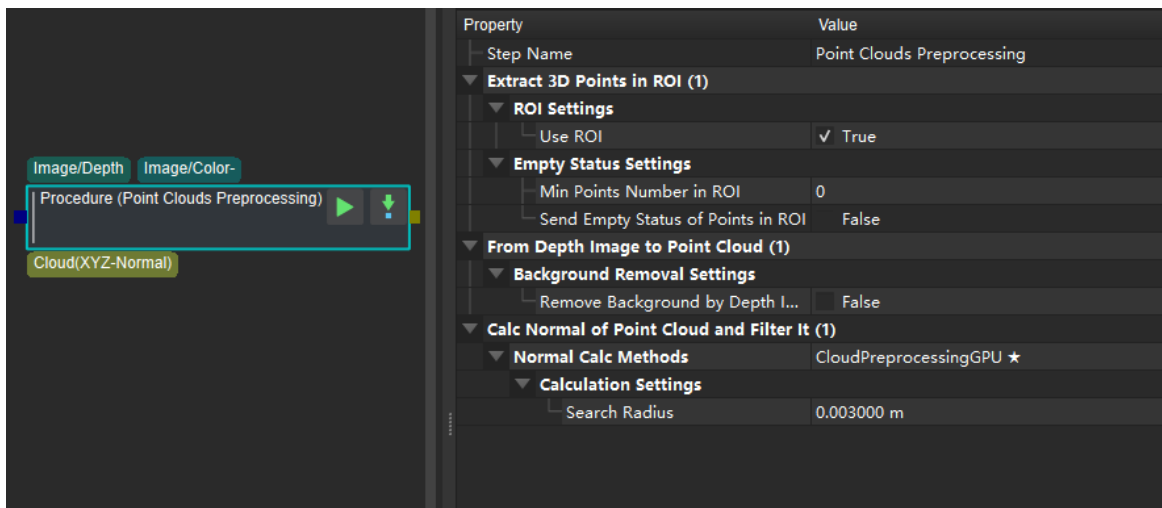 Image/Depth Image/Color-
Procedure (Point Clouds Preprocessing)
Cloud(XYZ-Normal)
Property Value
Step Name Point Clouds Preprocessing
Extract 3D Points in ROI (1)
ROI Settings
Use ROI True
Empty Status Settings
Min Points Number in ROI 0
Send Empty Status of Points in ROI False
From Depth Image to Point Cloud (1)
Background Removal Settings
Remove Background by Depth I... False
Calc Normal of Point Cloud and Filter It (1)
Normal Calc Methods CloudPreprocessingGPU ★
Calculation Settings
Search Radius 0.003000 m